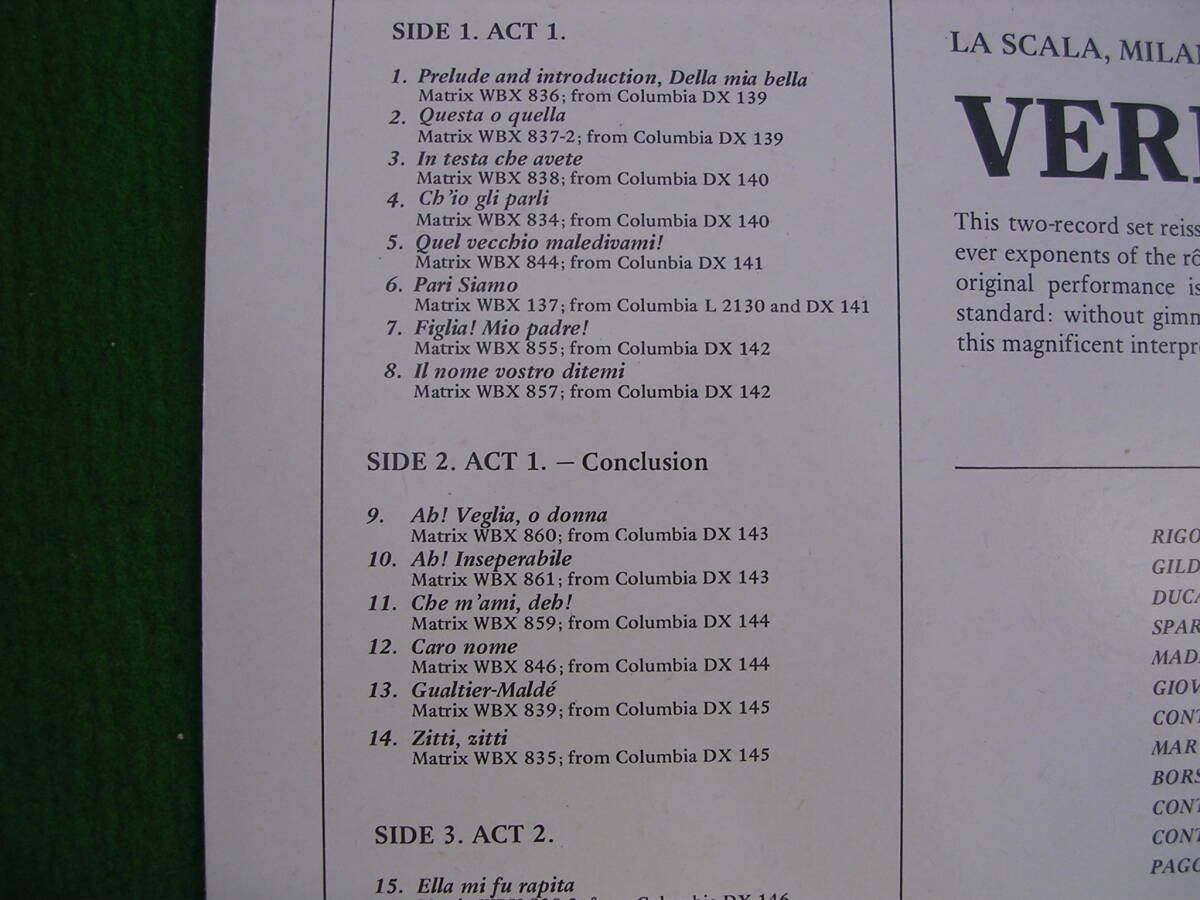 SIDE 1. ACT 1.
1. Prelude and introduction, Della mia bella
Matrix WBX 836; from Columbia DX 139
2. Questa o quella
Matrix WBX 837-2; from Columbia DX 139
3. In testa che avete
Matrix WBX 838; from Columbia DX 140
4. Ch'io gli parli
Matrix WBX 834; from Columbia DX 140
5. Quel vecchio maledivami!
Matrix WBX 844; from Colunbia DX 141
6. Pari Siamo
Matrix WBX 137; from Columbia L 2130 and DX 141
7. Figlia! Mio padre!
Matrix WBX 855; from Columbia DX 142
8. Il nome vostro ditemi
Matrix WBX 857; from Columbia DX 142
SIDE 2. ACT 1. — Conclusion
9. Ah! Veglia, o donna
Matrix WBX 860; from Columbia DX 143
10. Ah! Inseperabile
Matrix WBX 861; from Columbia DX 143
11. Che m'ami, deh!
Matrix WBX 859; from Columbia DX 144
12. Caro nome
Matrix WBX 846; from Columbia DX 144
13. Gualtier-Maldé
Matrix WBX 839; from Columbia DX 145
14. Zitti, zitti
Matrix WBX 835; from Columbia DX 145
SIDE 3. ACT 2.
15. Ella mi fu rapita
from Columbia DX 146
LA SCALA, MILA
VER
This two-record set reiss
ever exponents of the rô
original performance is
standard: without gimm
this magnificent interpr
RIGO
GILD
DUCA
SPAR
MAD
GIOV
CONT
MAR
BORS
CONT
CONT
PAGG